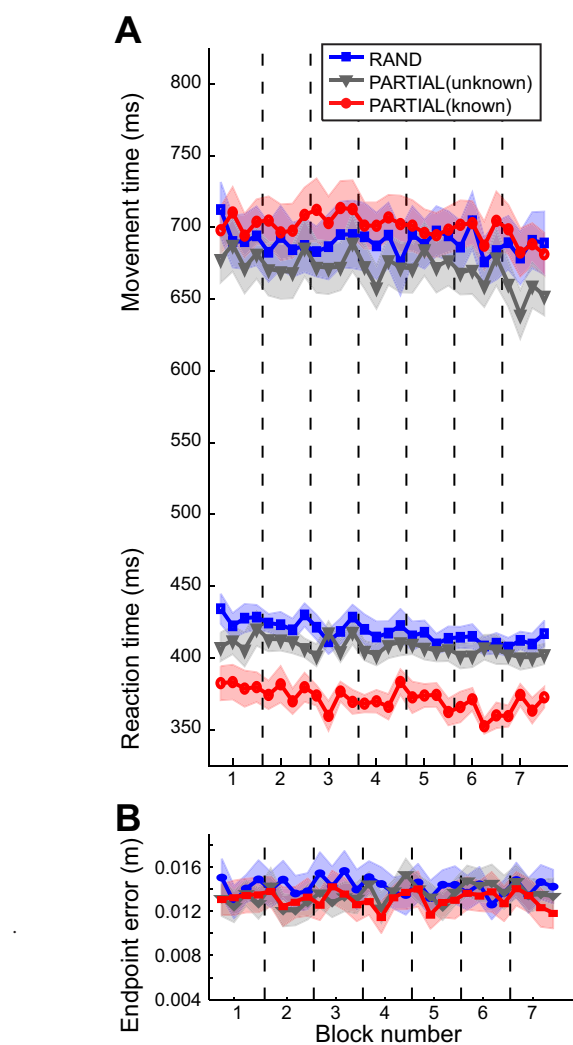 A
RAND
PARTIAL(unknown)
PARTIAL(known)
Movement time (ms)
800
750
700
650
600
550
500
Reaction time (ms)
450
400
350
1 2 3 4 5 6 7
B
Endpoint error (m)
0.016
0.012
0.008
0.004
1 2 3 4 5 6 7
Block number